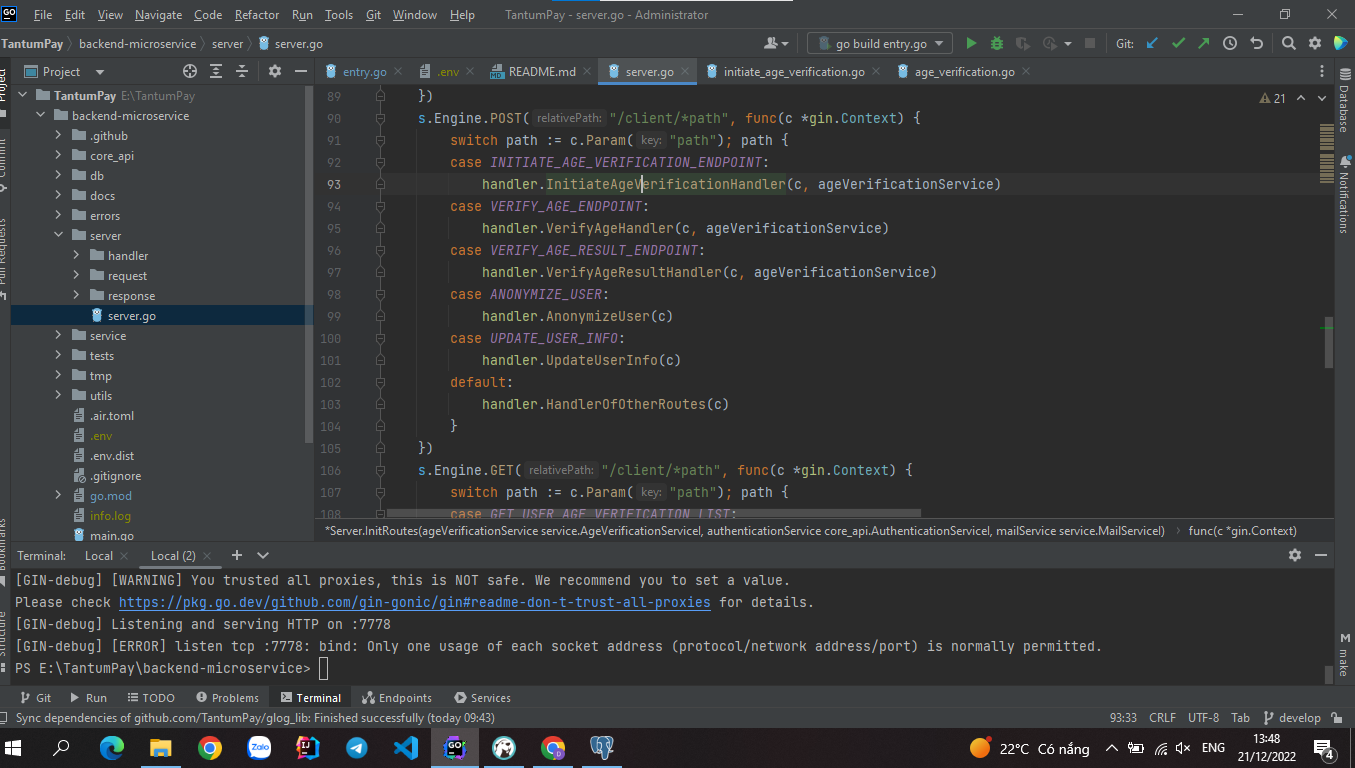 GO File Edit View Navigate Code Refactor Run Tools Git Window Help TantumPay - server.go - Administrator
TantumPay backend-microservice server server.go go build entry.go Git:
Project entry.go .env README.md server.go initiate_age_verification.go age_verification.go
TantumPay E:\TantumPay
backend-microservice
.github
core_api
db
docs
errors
server
handler
request
response
server.go
service
tests
tmp
utils
.air.toml
.env
.env.dist
.gitignore
go.mod
info.log
main.go
21
89 })
90 s.Engine.POST( relativePath: "/client/*path", func(c *gin.Context) {
91 switch path := c.Param( key: "path"); path {
92 case INITIATE_AGE_VERIFICATION_ENDPOINT:
93 handler.InitiateAgeVerificationHandler(c, ageVerificationService)
94 case VERIFY_AGE_ENDPOINT:
95 handler.VerifyAgeHandler(c, ageVerificationService)
96 case VERIFY_AGE_RESULT_ENDPOINT:
97 handler.VerifyAgeResultHandler(c, ageVerificationService)
98 case ANONYMIZE_USER:
99 handler.AnonymizeUser(c)
100 case UPDATE_USER_INFO:
101 handler.UpdateUserInfo(c)
102 default:
103 handler.HandlerOfOtherRoutes(c)
104 }
105 })
106 s.Engine.GET( relativePath: "/client/*path", func(c *gin.Context) {
107 switch path := c.Param( key: "path"); path {
108 case GET_USER_AGE_VERIFICATION_LIST:
*Server.InitRoutes(ageVerificationService service.AgeVerificationServiceI, authenticationService core_api.AuthenticationServiceI, mailService service.MailServiceI) func(c *gin.Context)
Project
Commit
Pull Requests
Bookmarks
Structure
Database
Notifications
M make
Terminal: Local Local (2)
[GIN-debug] [WARNING] You trusted all proxies, this is NOT safe. We recommend you to set a value.
Please check https://pkg.go.dev/github.com/gin-gonic/gin#readme-don-t-trust-all-proxies for details.
[GIN-debug] Listening and serving HTTP on :7778
[GIN-debug] [ERROR] listen tcp :7778: bind: Only one usage of each socket address (protocol/network address/port) is normally permitted.
PS E:\TantumPay\backend-microservice>
Git Run TODO Problems Terminal Endpoints Services
Sync dependencies of github.com/TantumPay/glog_lib: Finished successfully (today 09:43) 93:33 CRLF UTF-8 Tab develop
Zalo IJ GO 22°C Có nắng ENG 13:48
21/12/2022 4